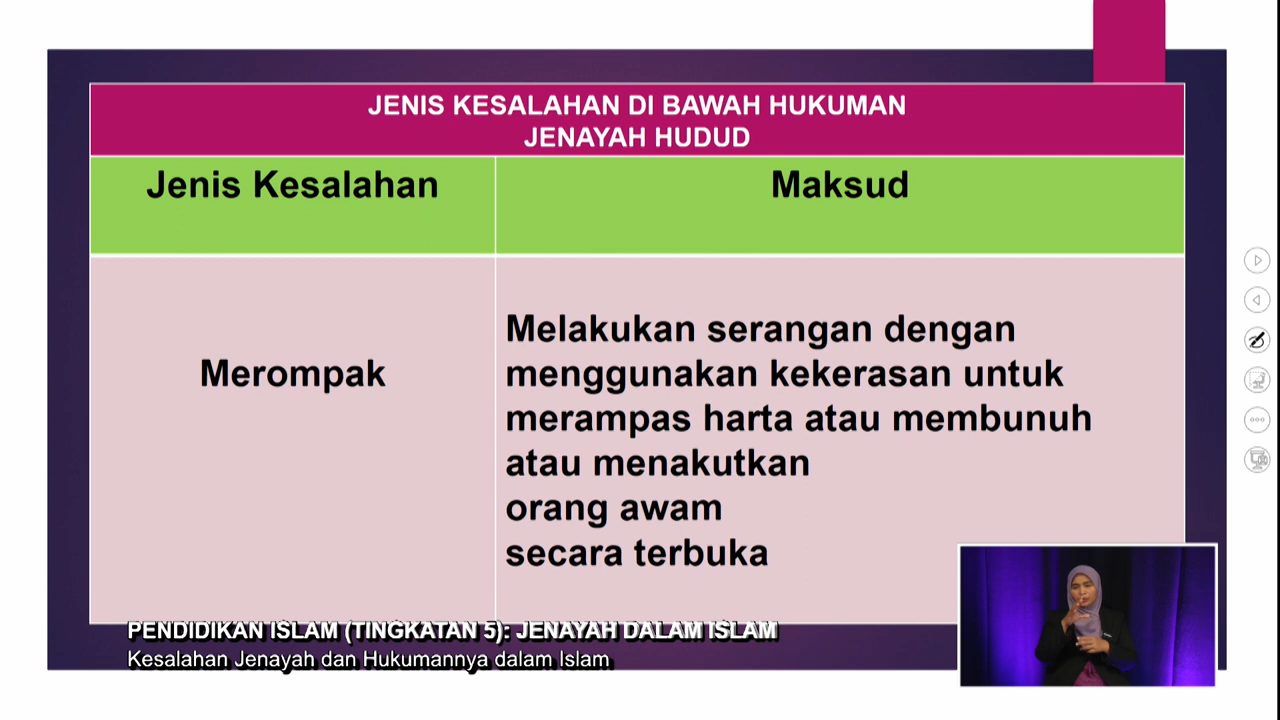 JENIS KESALAHAN DI BAWAH HUKUMAN
JENAYAH HUDUD
Jenis Kesalahan
Maksud
Merompak
Melakukan serangan dengan
menggunakan kekerasan untuk
merampas harta atau membunuh
atau menakutkan
orang awam
secara terbuka
PENDIDIKAN ISLAM (TINGKATAN 5): JENAYAH DALAM ISLAM
Kesalahan Jenayah dan Hukumannya dalam Islam